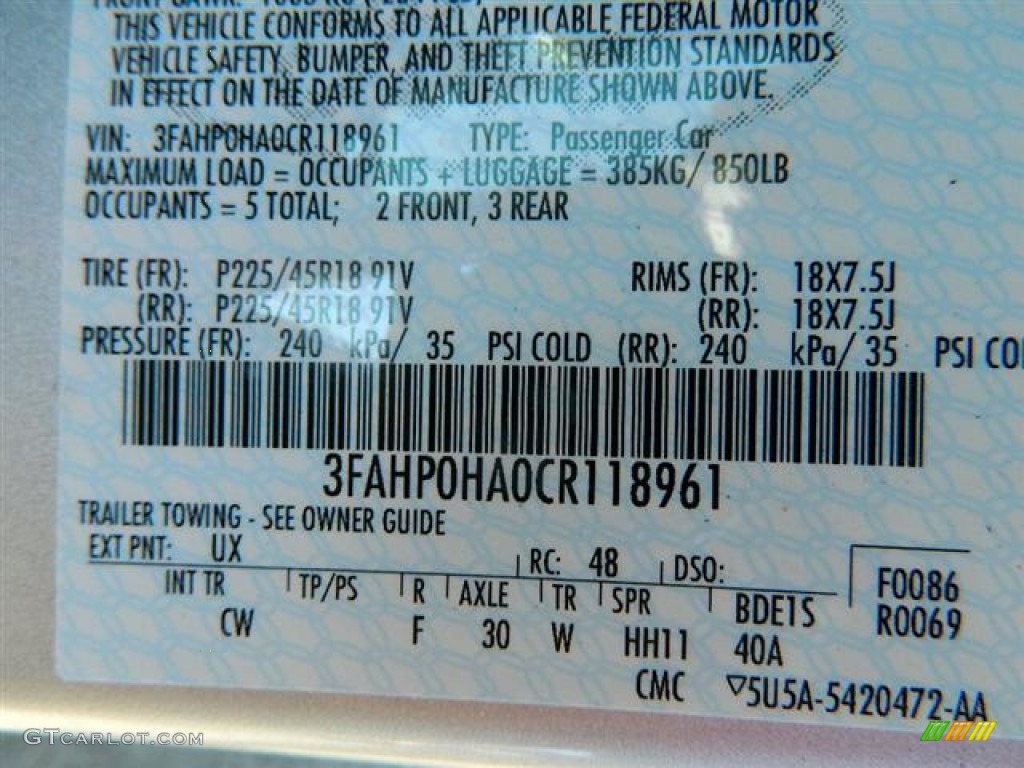 THIS VEHICLE CONFORMS TO ALL APPLICABLE FEDERAL MOTOR
VEHICLE SAFETY, BUMPER, AND THEFT PREVENTION STANDARDS
IN EFFECT ON THE DATE OF MANUFACTURE SHOWN ABOVE.
VIN: 3FAHP0HA0CR118961 TYPE: Passenger Car
MAXIMUM LOAD = OCCUPANTS + LUGGAGE = 385KG/ 850LB
OCCUPANTS = 5 TOTAL; 2 FRONT, 3 REAR
TIRE (FR): P225/45R18 91V RIMS (FR): 18X7.5J
(RR): P225/45R18 91V (RR): 18X7.5J
PRESSURE (FR): 240 kPa/ 35 PSI COLD (RR): 240 kPa/ 35 PSI COL
3FAHP0HA0CR118961
TRAILER TOWING - SEE OWNER GUIDE
EXT PNT: UX RC: 48 DSO: F0086
INT TR TP/PS R AXLE TR SPR BDE1S R0069
CW F 30 W HH11 40A
CMC ▽5U5A-5420472-AA
GTCARLOT.COM